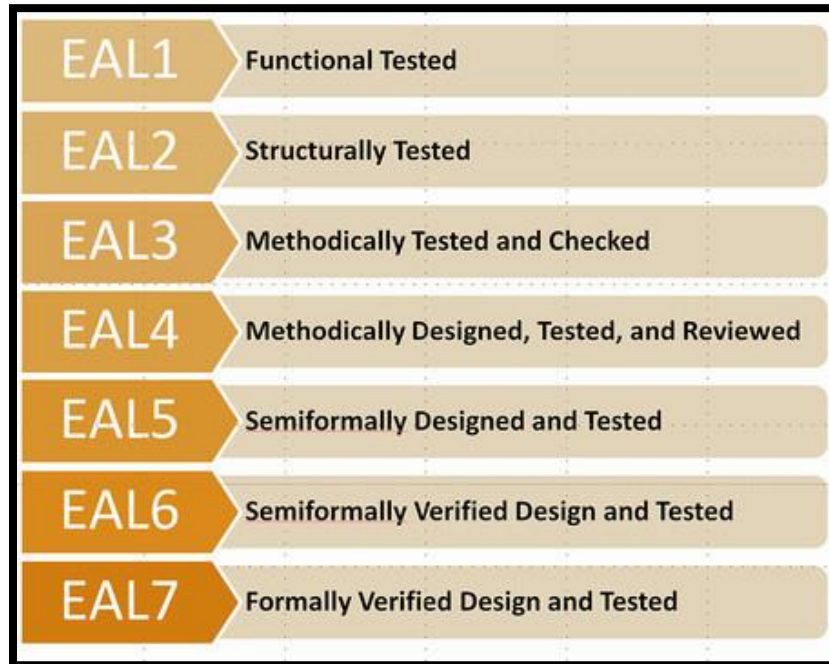 EAL1 Functional Tested
EAL2 Structurally Tested
EAL3 Methodically Tested and Checked
EAL4 Methodically Designed, Tested, and Reviewed
EAL5 Semiformally Designed and Tested
EAL6 Semiformally Verified Design and Tested
EAL7 Formally Verified Design and Tested